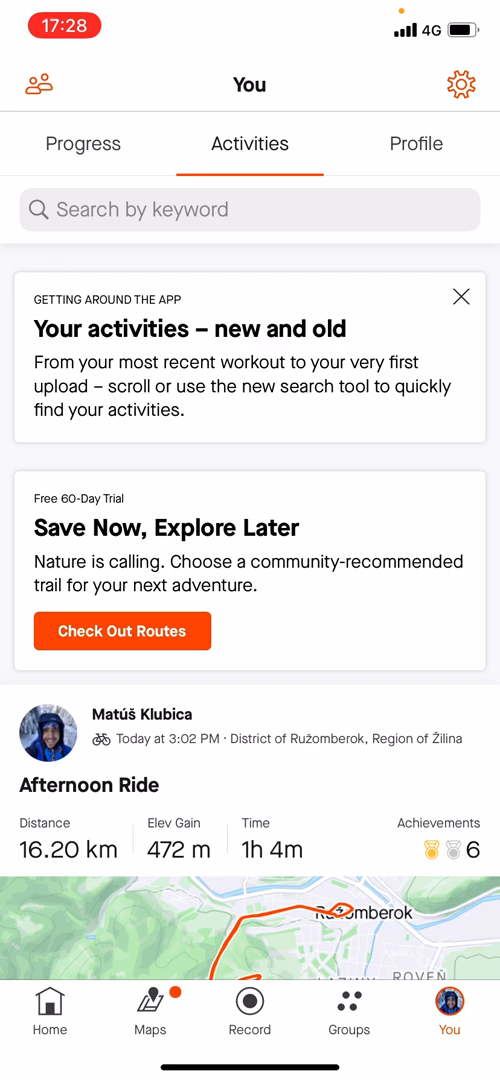 17:28
4G
You
Progress
Activities
Profile
Search by keyword
GETTING AROUND THE APP
Your activities – new and old
From your most recent workout to your very first
upload – scroll or use the new search tool to quickly
find your activities.
Free 60-Day Trial
Save Now, Explore Later
Nature is calling. Choose a community-recommended
trail for your next adventure.
Check Out Routes
Matúš Klubica
Today at 3:02 PM · District of Ružomberok, Region of Žilina
Afternoon Ride
Distance
Elev Gain
Time
Achievements
16.20 km
472 m
1h 4m
6
Ružomberok
ROVEŇ
Home
Maps
Record
Groups
You